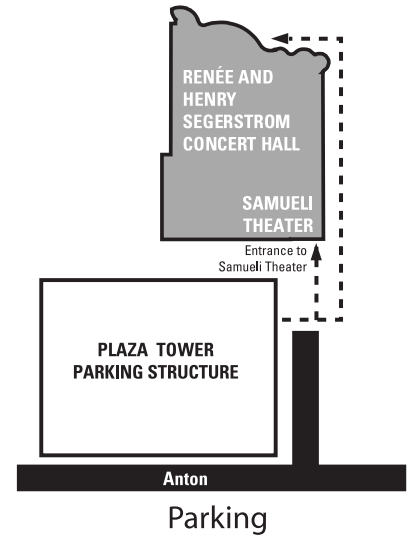 RENÉE AND
HENRY
SEGERSTROM
CONCERT HALL
SAMUELI
THEATER
Entrance to
Samueli Theater
PLAZA TOWER
PARKING STRUCTURE
Anton
Parking